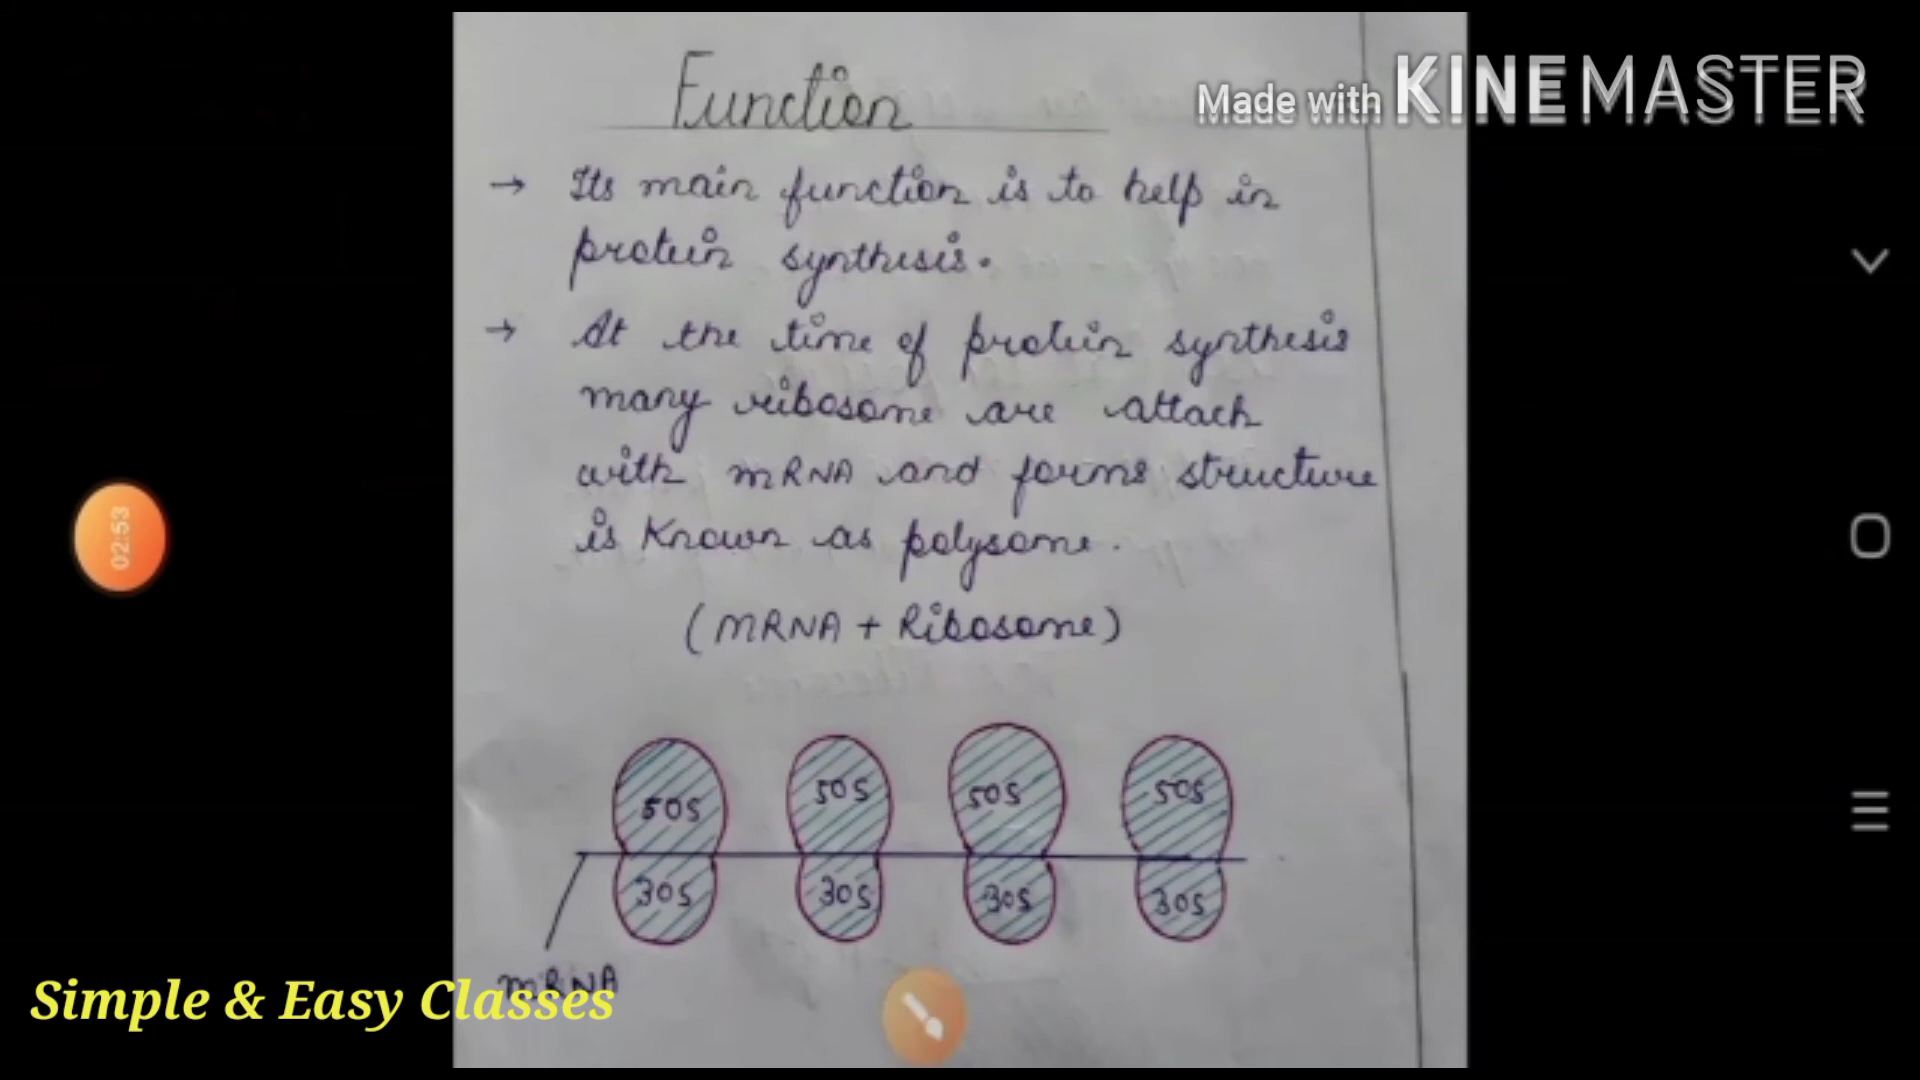 Function
Made with KINEMASTER
→ Its main function is to help in
protein synthesis.
→ At the time of protein synthesis
many ribosome are attach
with mRNA and forms structure
is Known as polysome.
(mRNA + Ribosome)
50S 50S 50S 50S
30S 30S 30S 30S
mRNA
Simple & Easy Classes
02:53